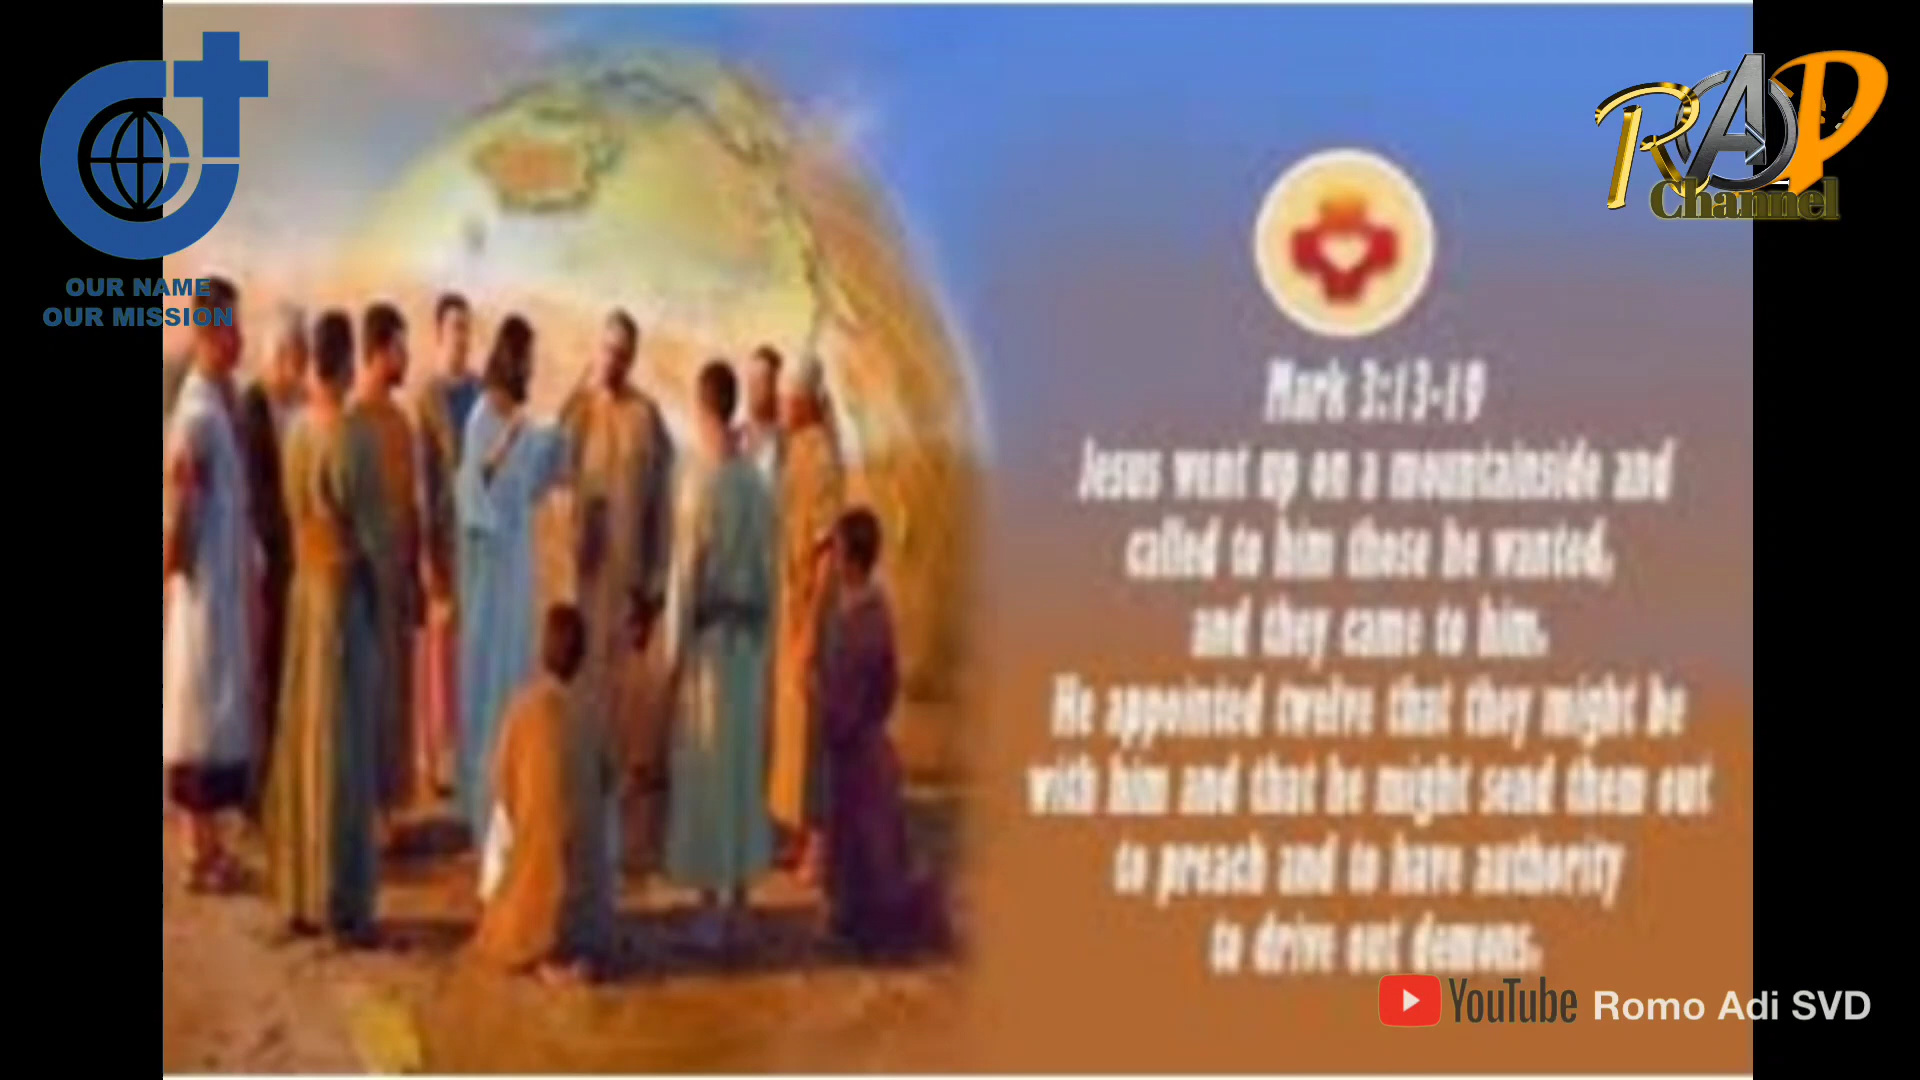 OUR NAME
OUR MISSION
RAP
Channel
Mark 3:13-19
Jesus went up on a mountainside and
called to him those he wanted,
and they came to him.
He appointed twelve that they might be
with him and that he might send them out
to preach and to have authority
to drive out demons.
YouTube Romo Adi SVD